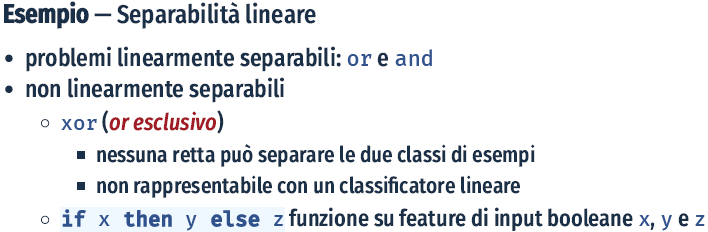 Esempio — Separabilità lineare
• problemi linearmente separabili: or e and
• non linearmente separabili
○ xor (or esclusivo)
▪ nessuna retta può separare le due classi di esempi
▪ non rappresentabile con un classificatore lineare
○ if x then y else z funzione su feature di input booleane x, y e z